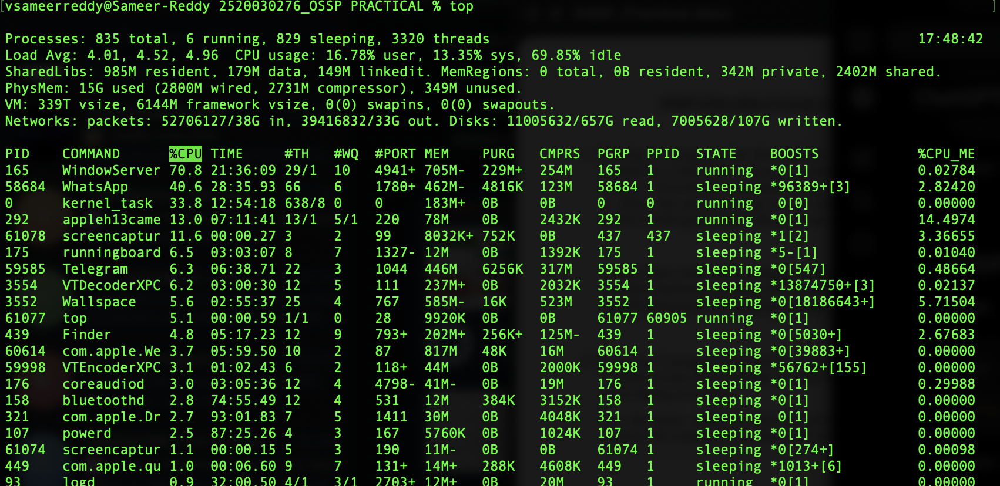 [vsameerreddy@Sameer-Reddy 2520030276_OSSP PRACTICAL % top ]
Processes: 835 total, 6 running, 829 sleeping, 3320 threads 17:48:42
Load Avg: 4.01, 4.52, 4.96  CPU usage: 16.78% user, 13.35% sys, 69.85% idle
SharedLibs: 985M resident, 179M data, 149M linkedit. MemRegions: 0 total, 0B resident, 342M private, 2402M shared.
PhysMem: 15G used (2800M wired, 2731M compressor), 349M unused.
VM: 339T vsize, 6144M framework vsize, 0(0) swapins, 0(0) swapouts.
Networks: packets: 52706127/38G in, 39416832/33G out. Disks: 11005632/657G read, 7005628/107G written.
PID COMMAND %CPU TIME #TH #WQ #PORT MEM PURG CMPRS PGRP PPID STATE BOOSTS %CPU_ME
165 WindowServer 70.8 21:36:09 29/1 10 4941+ 705M- 229M+ 254M 165 1 running *0[1] 0.02784
58684 WhatsApp 40.6 28:35.93 66 6 1780+ 462M- 4816K 123M 58684 1 sleeping *96389+[3] 2.82420
0 kernel_task 33.8 12:54:18 638/8 0 0 183M+ 0B 0B 0 0 running 0[0] 0.00000
292 appleh13came 13.0 07:11:41 13/1 5/1 220 78M 0B 2432K 292 1 running *0[1] 14.4974
61078 screencaptur 11.6 00:00.27 3 2 99 8032K+ 752K 0B 437 437 sleeping *1[2] 3.36655
175 runningboard 6.5 03:03:07 8 7 1327- 12M 0B 1392K 175 1 sleeping *5-[1] 0.01040
59585 Telegram 6.3 06:38.71 22 3 1044 446M 6256K 317M 59585 1 sleeping *0[547] 0.48664
3554 VTDecoderXPC 6.2 03:00:30 12 5 111 237M+ 0B 2032K 3554 1 sleeping *13874750+[3] 0.02137
3552 Wallspace 5.6 02:55:37 25 4 767 585M- 16K 523M 3552 1 sleeping *0[18186643+] 5.71504
61077 top 5.1 00:00.59 1/1 0 28 9920K 0B 0B 61077 60905 running *0[1] 0.00000
439 Finder 4.8 05:17.23 12 9 793+ 202M+ 256K+ 125M- 439 1 sleeping *0[5030+] 2.67683
60614 com.apple.We 3.7 05:59.50 10 2 87 817M 48K 16M 60614 1 sleeping *0[39883+] 0.00000
59998 VTEncoderXPC 3.1 01:02.43 6 2 118+ 44M 0B 2000K 59998 1 sleeping *56762+[155] 0.00000
176 coreaudiod 3.0 03:05:36 12 4 4798- 41M- 0B 19M 176 1 sleeping *0[1] 0.29988
158 bluetoothd 2.8 74:55.49 12 4 531 12M 384K 3152K 158 1 sleeping *0[1] 0.00000
321 com.apple.Dr 2.7 93:01.83 7 5 1411 30M 0B 4048K 321 1 sleeping 0[1] 0.00000
107 powerd 2.5 87:25.26 4 3 167 5760K 0B 1024K 107 1 sleeping *0[1] 0.00000
61074 screencaptur 1.1 00:00.15 5 3 190 11M- 0B 0B 61074 1 sleeping *0[274+] 0.00098
449 com.apple.qu 1.0 00:06.60 9 7 131+ 14M+ 288K 4608K 449 1 sleeping *1013+[6] 0.00000
93 logd 0.9 32:00.50 4/1 3/1 2703+ 12M+ 0B 20M 93 1 running *0[1] 0.00000